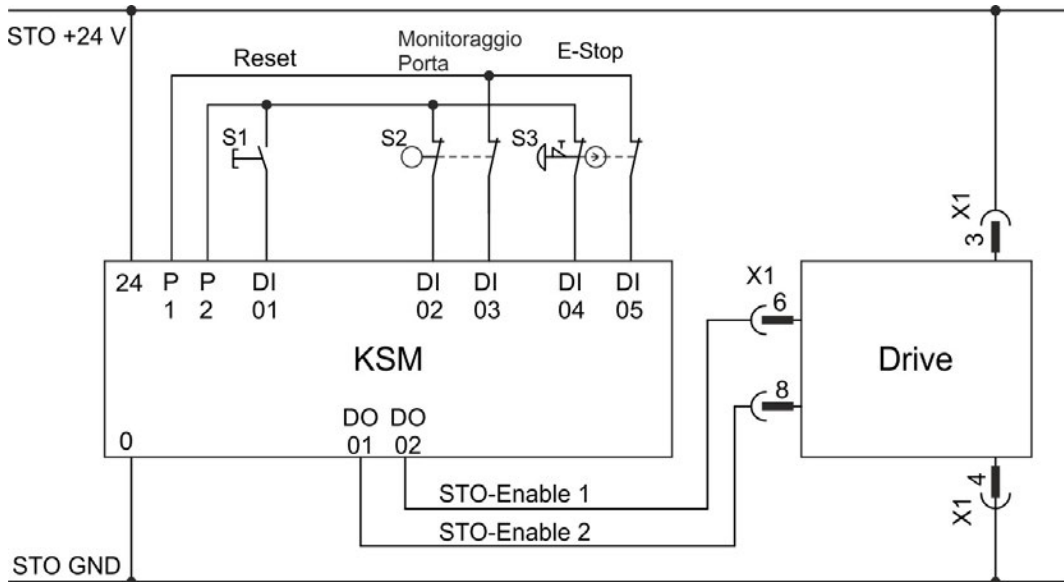 STO +24 V
Reset
Monitoraggio
Porta
E-Stop
S1
S2
S3
X1
3
24 P P DI DI DI DI DI
1 2 01 02 03 04 05
X1
6
KSM
Drive
8
DO DO
01 02
0
4
X1
STO-Enable 1
STO-Enable 2
STO GND